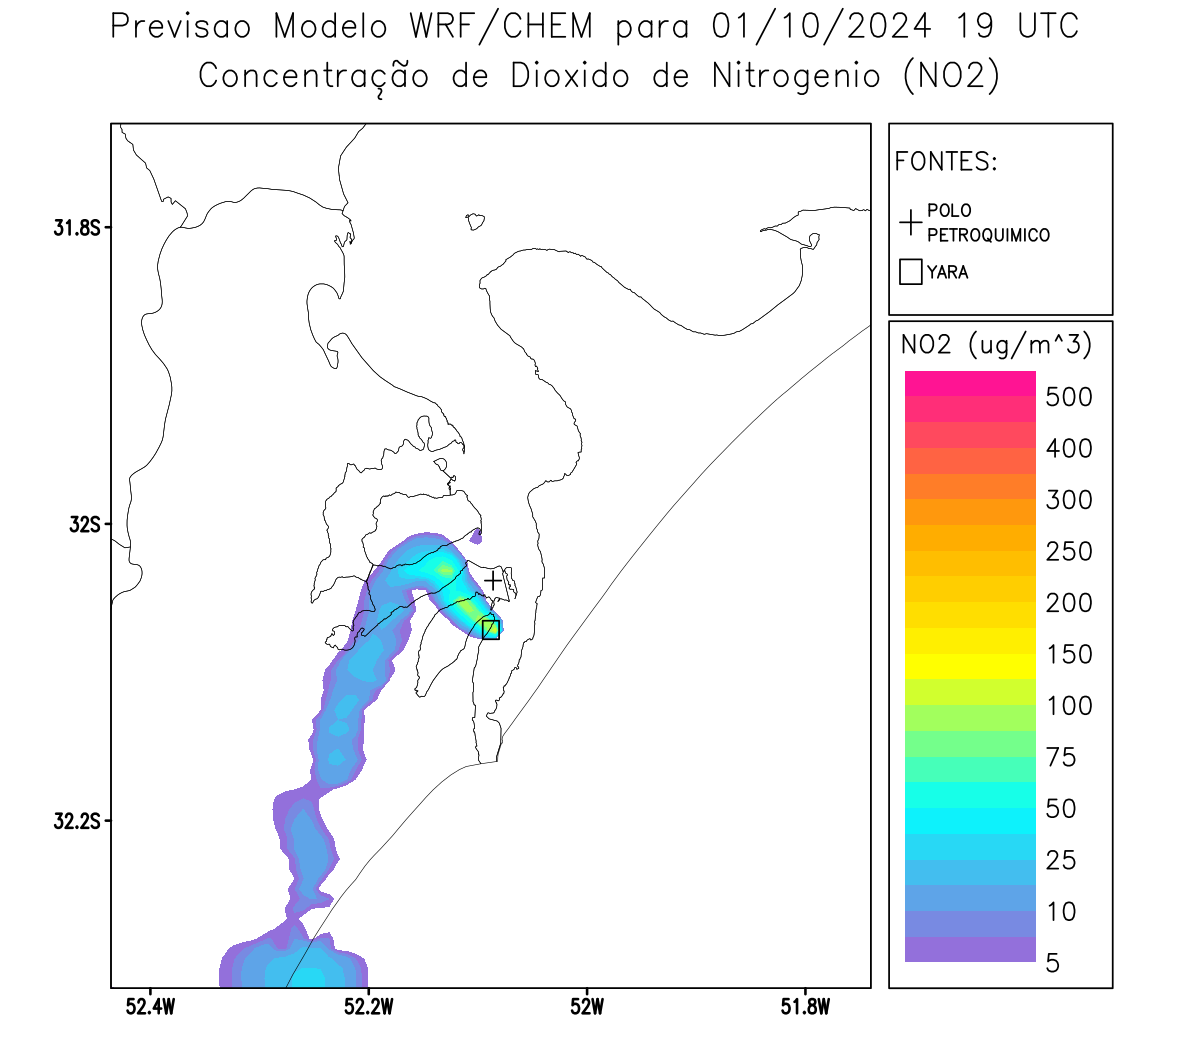 Previsao Modelo WRF/CHEM para 01/10/2024 19 UTC
Concentração de Dioxido de Nitrogenio (NO2)
FONTES:
POLO
PETROQUIMICO
YARA
NO2 (ug/m^3)
500
400
300
250
200
150
100
75
50
25
10
5
31.8S
32S
32.2S
52.4W
52.2W
52W
51.8W